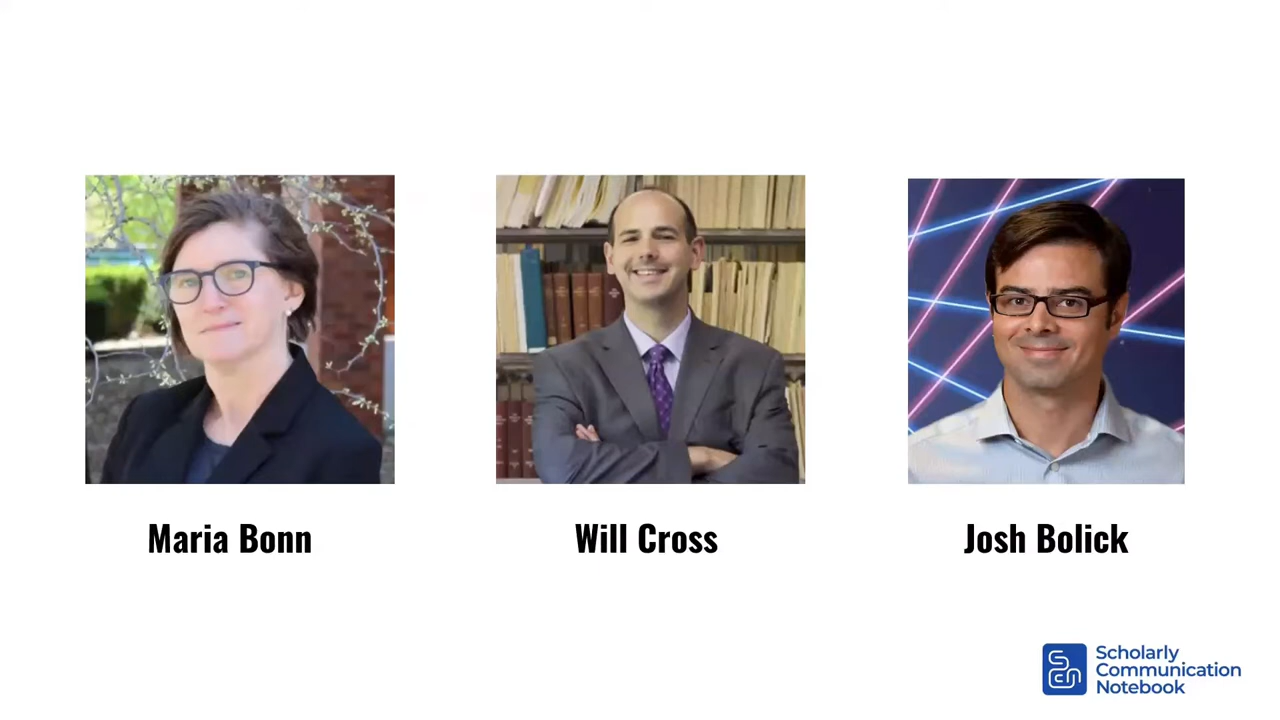 Maria Bonn
Will Cross
Josh Bolick
Scholarly
Communication
Notebook